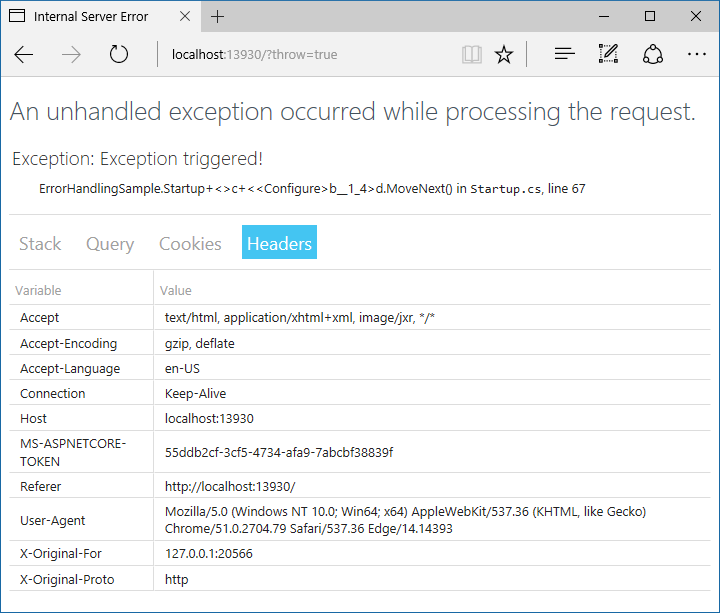 Internal Server Error
localhost:13930/?throw=true
An unhandled exception occurred while processing the request.
Exception: Exception triggered!
ErrorHandlingSample.Startup+<>c+<<Configure>b__1_4>d.MoveNext() in Startup.cs, line 67
Stack Query Cookies Headers
Variable Value
Accept text/html, application/xhtml+xml, image/jxr, */*
Accept-Encoding gzip, deflate
Accept-Language en-US
Connection Keep-Alive
Host localhost:13930
MS-ASPNETCORE-
TOKEN 55ddb2cf-3cf5-4734-afa9-7abcbf38839f
Referer http://localhost:13930/
User-Agent Mozilla/5.0 (Windows NT 10.0; Win64; x64) AppleWebKit/537.36 (KHTML, like Gecko)
Chrome/51.0.2704.79 Safari/537.36 Edge/14.14393
X-Original-For 127.0.0.1:20566
X-Original-Proto http